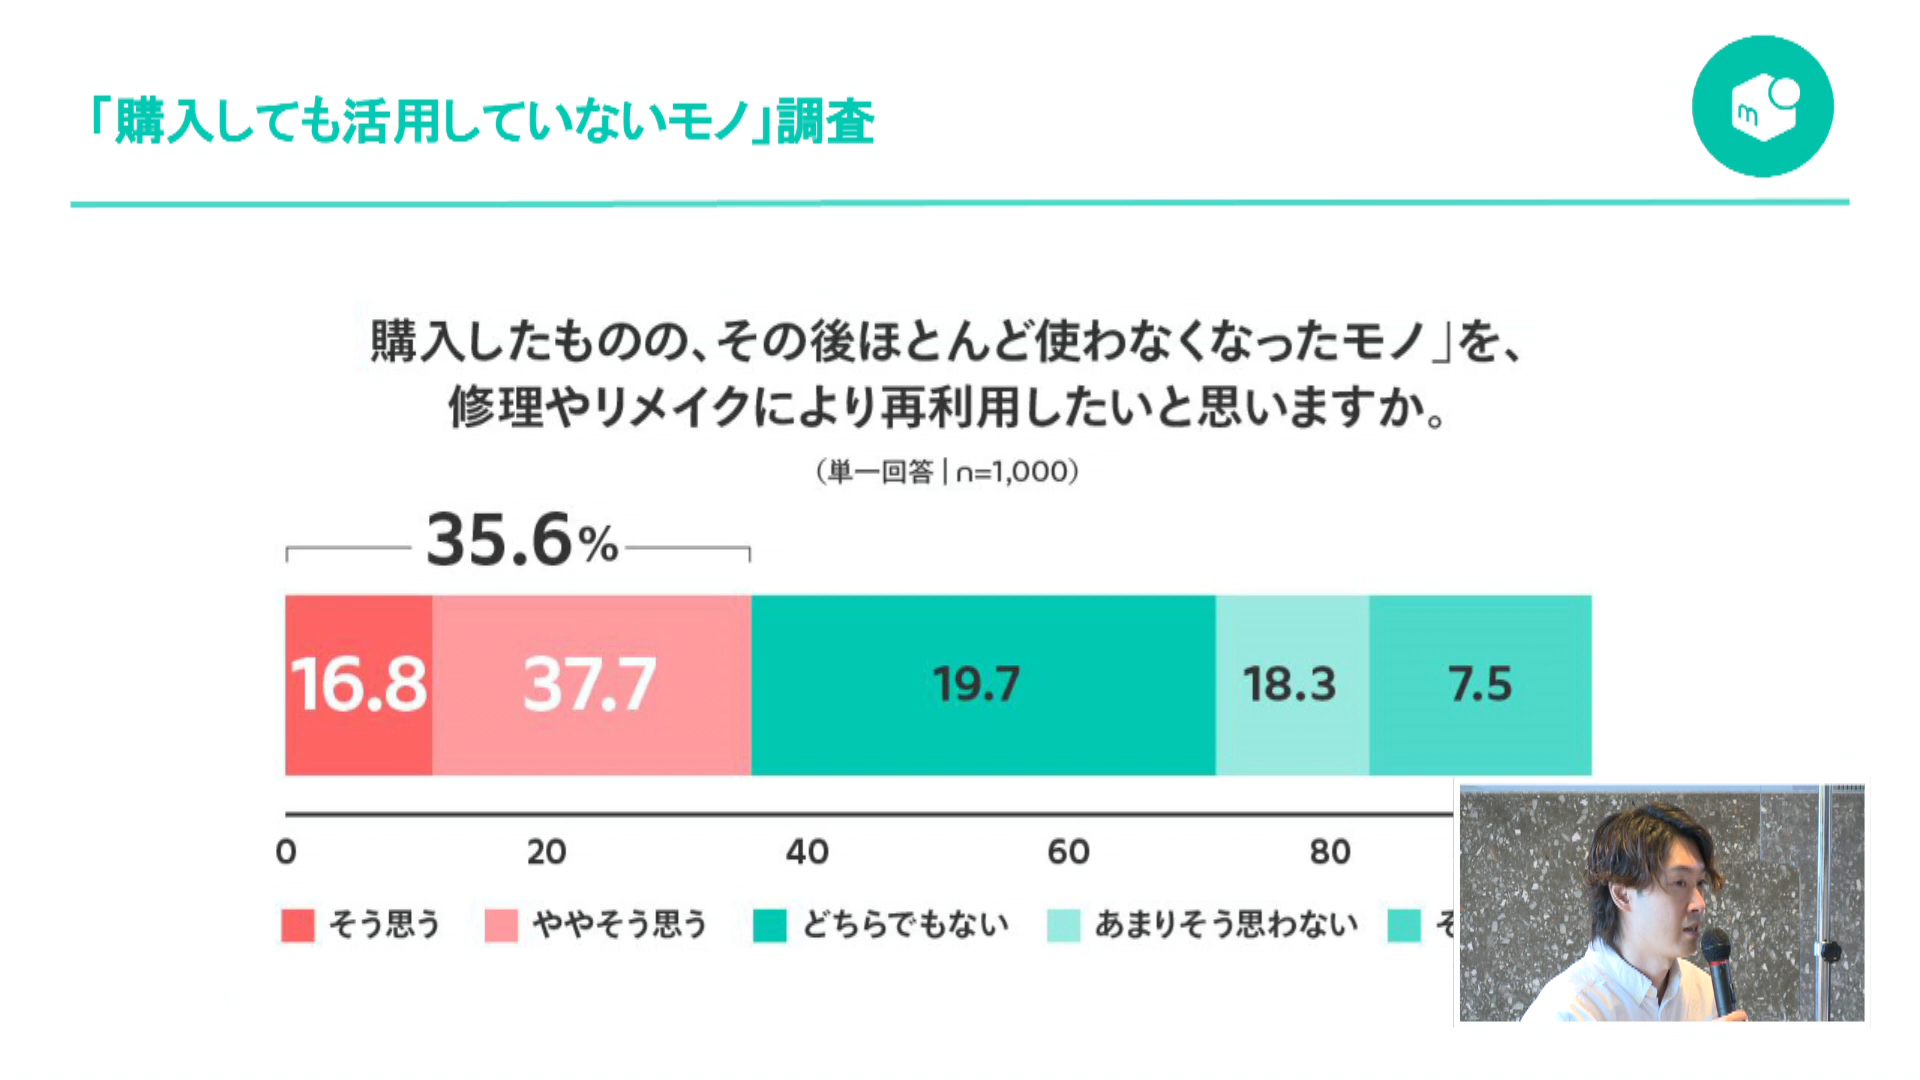 「購入しても活用していないモノ」調査
m
購入したものの、その後ほとんど使わなくなったモノ」を、
修理やリメイクにより再利用したいと思いますか。
(単一回答|n=1,000)
35.6%
16.8 37.7 19.7 18.3 7.5
0 20 40 60 80
そう思う ややそう思う どちらでもない あまりそう思わない そ